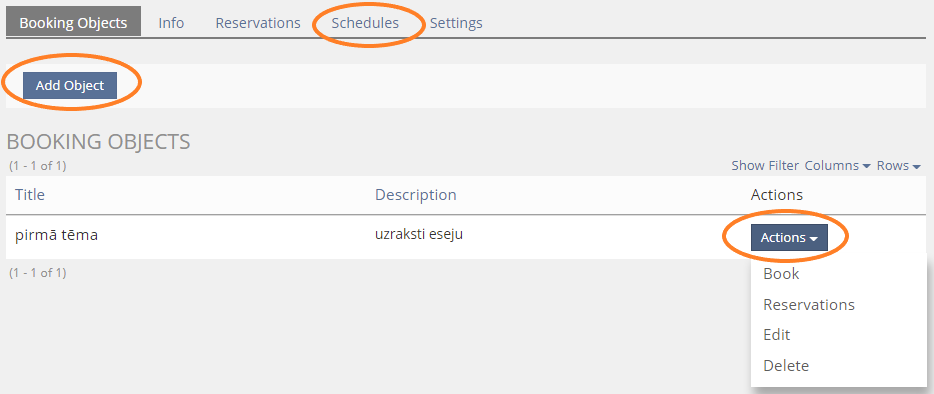 Booking Objects Info Reservations Schedules Settings
Add Object
BOOKING OBJECTS
(1 - 1 of 1) Show Filter Columns Rows
Title Description Actions
pirmā tēma uzraksti eseju Actions
(1 - 1 of 1)
Book
Reservations
Edit
Delete